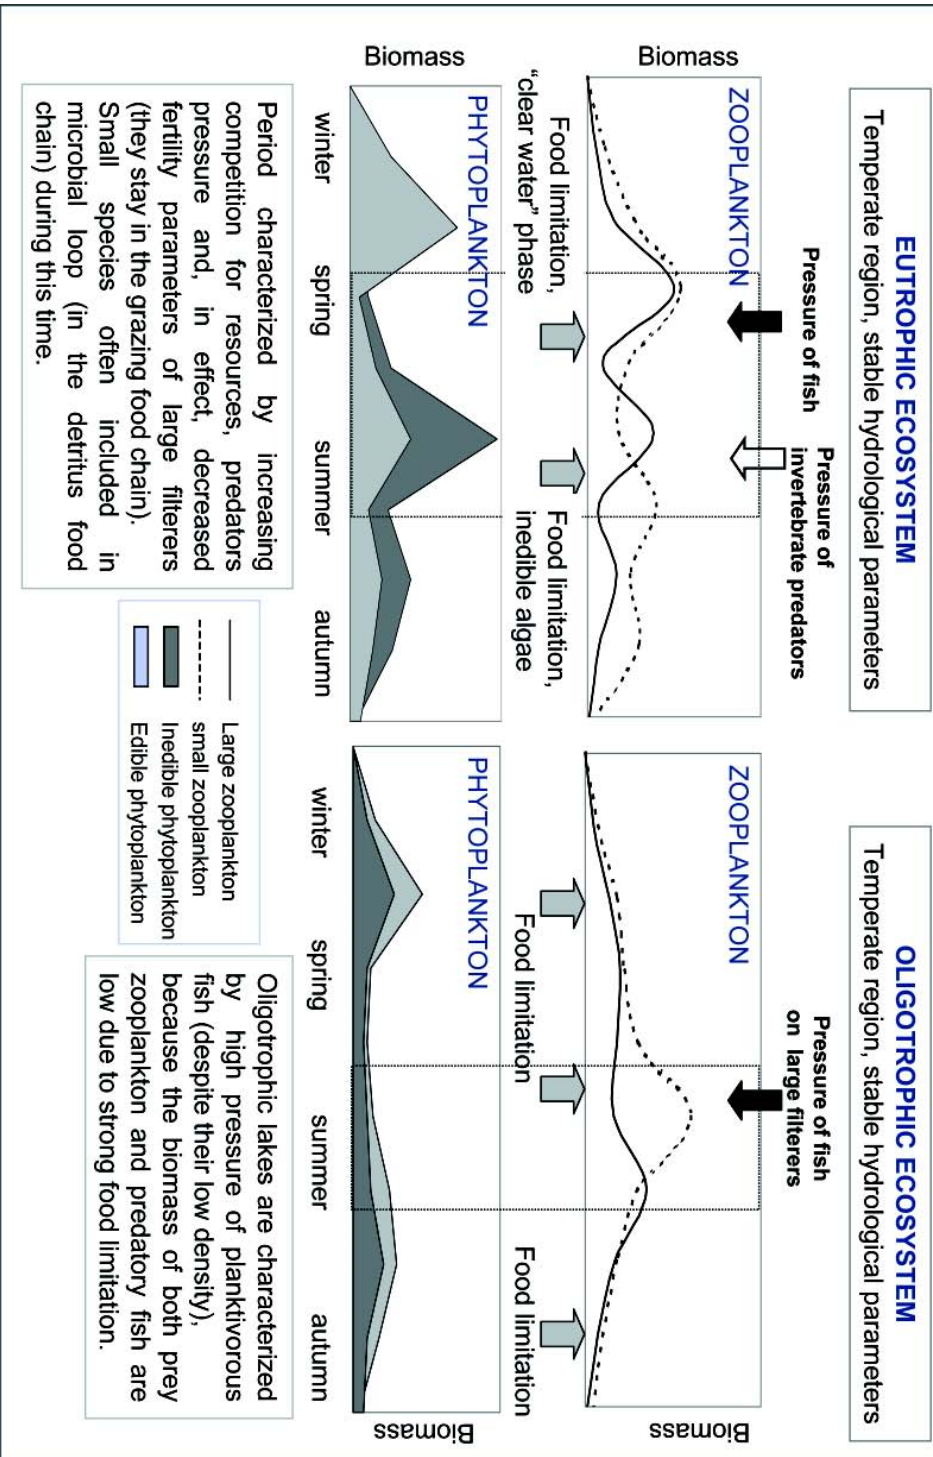 EUTROPHIC ECOSYSTEM
Temperate region, stable hydrological parameters
Pressure of fish
Pressure of
invertebrate predators
ZOOPLANKTON
Biomass
Food limitation,
“clear water” phase
Food limitation,
inedible algae
PHYTOPLANKTON
Biomass
winter
spring
summer
autumn
Period characterized by increasing
competition for resources, predators
pressure and, in effect, decreased
fertility parameters of large filterers
(they stay in the grazing food chain).
Small species often included in
microbial loop (in the detritus food
chain) during this time.
Large zooplankton
small zooplankton
Inedible phytoplankton
Edible phytoplankton
OLIGOTROPHIC ECOSYSTEM
Temperate region, stable hydrological parameters
Pressure of fish
on large filterers
ZOOPLANKTON
Biomass
Food limitation
Food limitation
PHYTOPLANKTON
Biomass
winter
spring
summer
autumn
Oligotrophic lakes are characterized
by high pressure of planktivorous
fish (despite their low density),
because the biomass of both prey
zooplankton and predatory fish are
low due to strong food limitation.